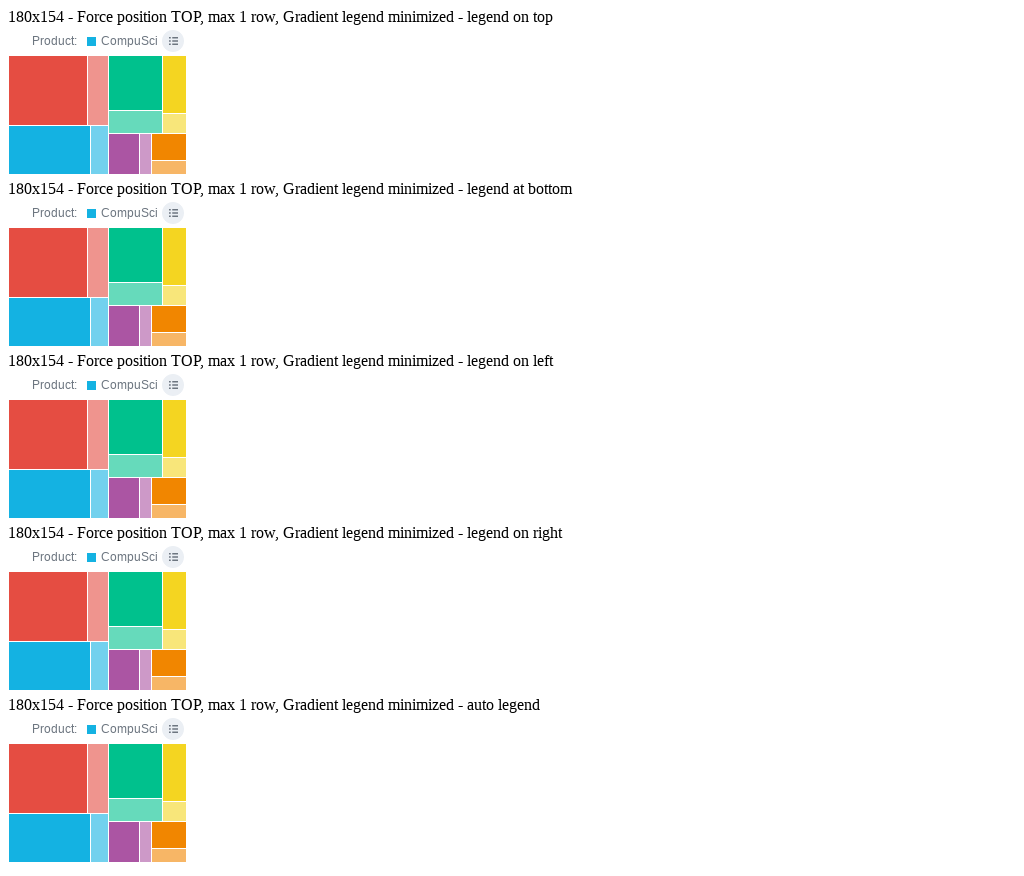 180x154 - Force position TOP, max 1 row, Gradient legend minimized - legend on top
Product: CompuSci
180x154 - Force position TOP, max 1 row, Gradient legend minimized - legend at bottom
Product: CompuSci
180x154 - Force position TOP, max 1 row, Gradient legend minimized - legend on left
Product: CompuSci
180x154 - Force position TOP, max 1 row, Gradient legend minimized - legend on right
Product: CompuSci
180x154 - Force position TOP, max 1 row, Gradient legend minimized - auto legend
Product: CompuSci